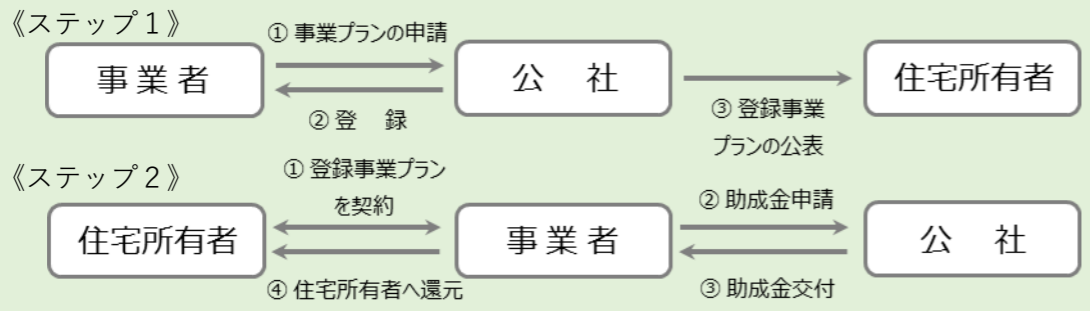 《ステップ１》
① 事業プランの申請
事 業 者
公　社
住宅所有者
② 登　録
③ 登録事業
プランの公表
《ステップ２》
① 登録事業プラン
を契約
② 助成金申請
住宅所有者
事 業 者
公　社
④ 住宅所有者へ還元
③ 助成金交付